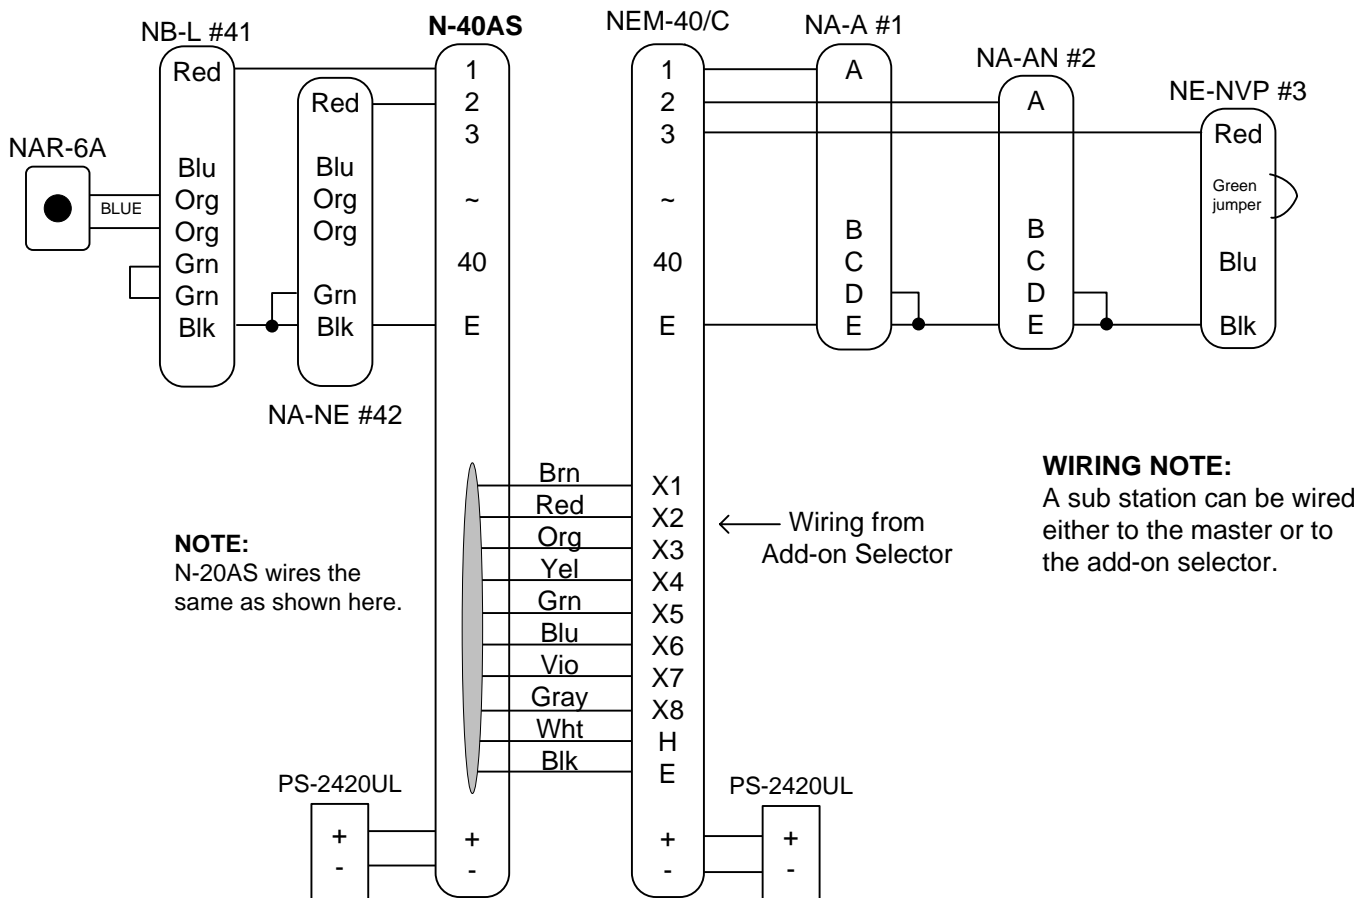 NB-L #41
N-40AS
NEM-40/C
NA-A #1
NA-AN #2
NE-NVP #3
NAR-6A
BLUE
Red
Blu
Org
Org
Grn
Grn
Blk
Red
Blu
Org
Org
Grn
Blk
NA-NE #42
1
2
3
~
40
E
+
-
1
2
3
~
40
E
X1
X2
X3
X4
X5
X6
X7
X8
H
E
+
-
Brn
Red
Org
Yel
Grn
Blu
Vio
Gray
Wht
Blk
A
B
C
D
E
A
B
C
D
E
Red
Green
jumper
Blu
Blk
NOTE:
N-20AS wires the
same as shown here.
Wiring from
Add-on Selector
WIRING NOTE:
A sub station can be wired
either to the master or to
the add-on selector.
PS-2420UL
+
-
PS-2420UL
+
-